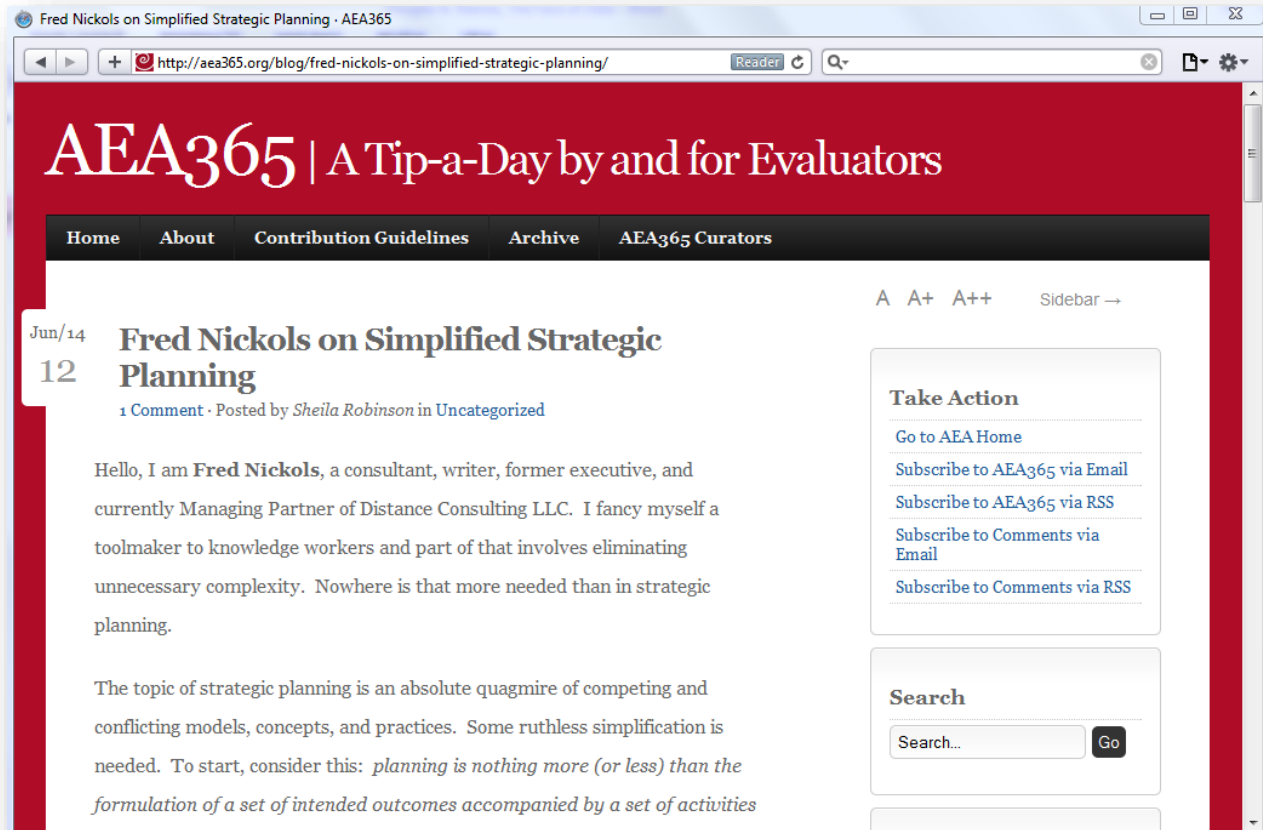 Fred Nickols on Simplified Strategic Planning · AEA365
http://aea365.org/blog/fred-nickols-on-simplified-strategic-planning/
Reader
AEA365 | A Tip-a-Day by and for Evaluators
Home About Contribution Guidelines Archive AEA365 Curators
A A+ A++ Sidebar →
Jun/14
12
Fred Nickols on Simplified Strategic
Planning
1 Comment · Posted by Sheila Robinson in Uncategorized
Hello, I am Fred Nickols, a consultant, writer, former executive, and
currently Managing Partner of Distance Consulting LLC. I fancy myself a
toolmaker to knowledge workers and part of that involves eliminating
unnecessary complexity. Nowhere is that more needed than in strategic
planning.
The topic of strategic planning is an absolute quagmire of competing and
conflicting models, concepts, and practices. Some ruthless simplification is
needed. To start, consider this: planning is nothing more (or less) than the
formulation of a set of intended outcomes accompanied by a set of activities
Take Action
Go to AEA Home
Subscribe to AEA365 via Email
Subscribe to AEA365 via RSS
Subscribe to Comments via
Email
Subscribe to Comments via RSS
Search
Search...
Go